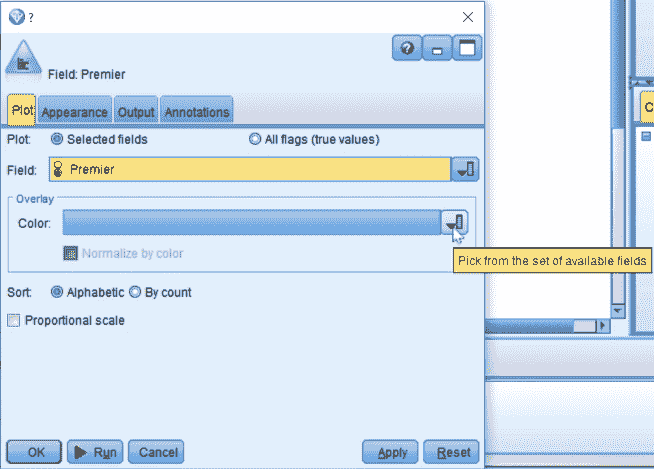 ?
Field: Premier
Plot Appearance Output Annotations
Plot: Selected fields All flags (true values)
Field: Premier
Overlay
Color:
Normalize by color
Pick from the set of available fields
Sort: Alphabetic By count
Proportional scale
OK Run Cancel Apply Reset
C